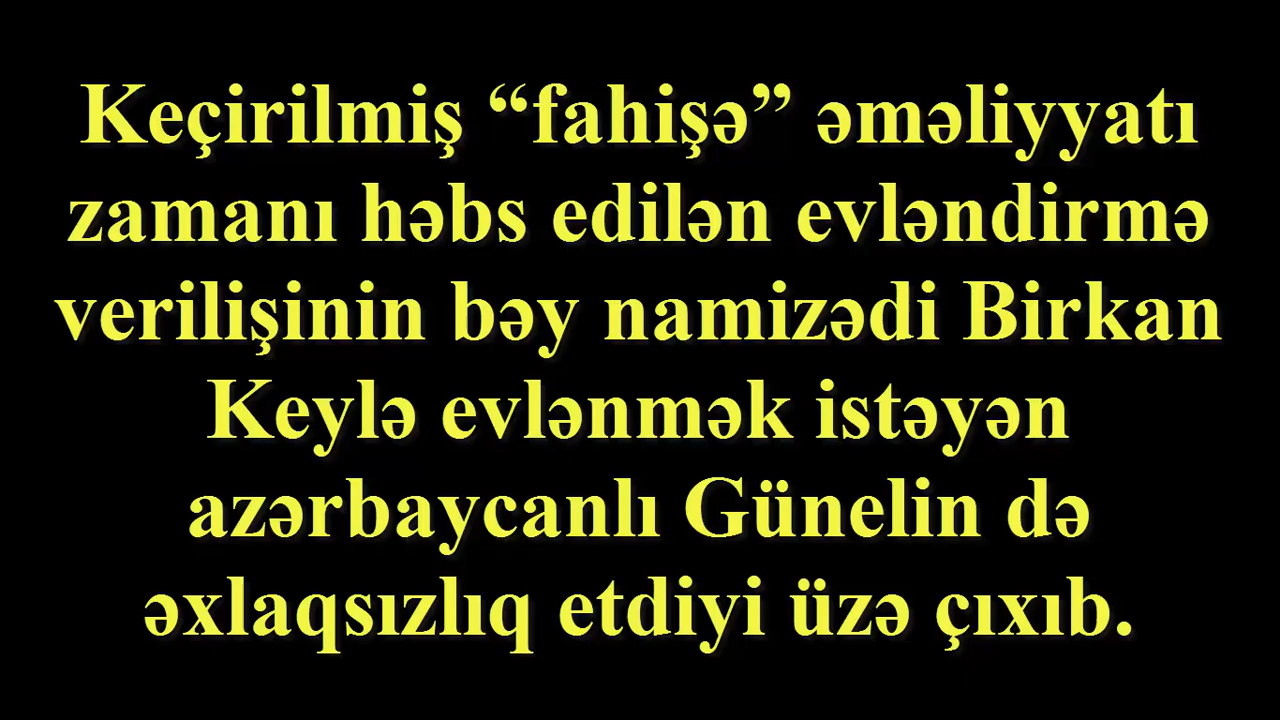 Keçirilmiş “fahişə” əməliyyatı
zamanı həbs edilən evləndirmə
verilişinin bəy namizədi Birkan
Keylə evlənmək istəyən
azərbaycanlı Günelin də
əxlaqsızlıq etdiyi üzə çıxıb.